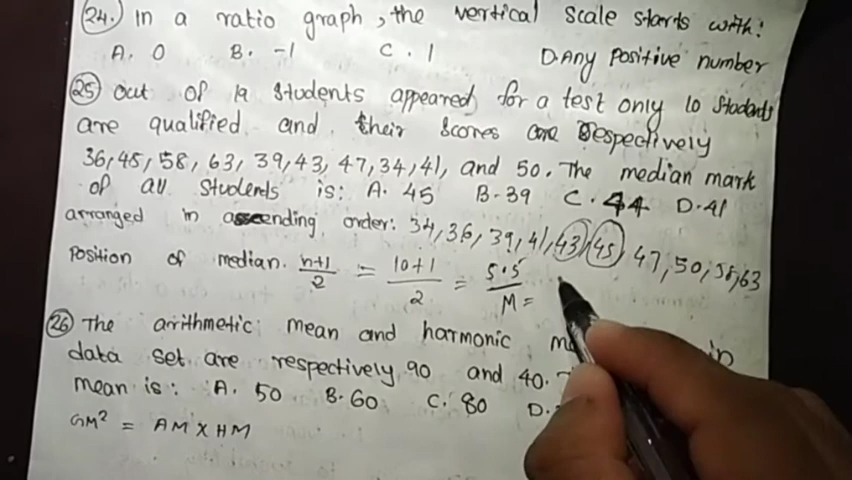 24. In a ratio graph, the vertical scale starts with:
A. 0 B. -1 C. 1 D. Any positive number
25 Out of 19 students appeared for a test only 10 students
are qualified and their scores are respectively
36, 45, 58, 63, 39, 43, 47, 34, 41, and 50. The median mark
of all students is: A. 45 B. 39 C. 44 D. 41
arranged in ascending order: 34, 36, 39, 41, 43, 45, 47, 50, 58, 63
Position of median. n+1/2 = 10+1/2 = 5.5
M =
26 The arithmetic mean and harmonic in
data set are respectively 90 and 40.
mean is: A. 50 B. 60 C. 80 D.
GM² = AM X HM